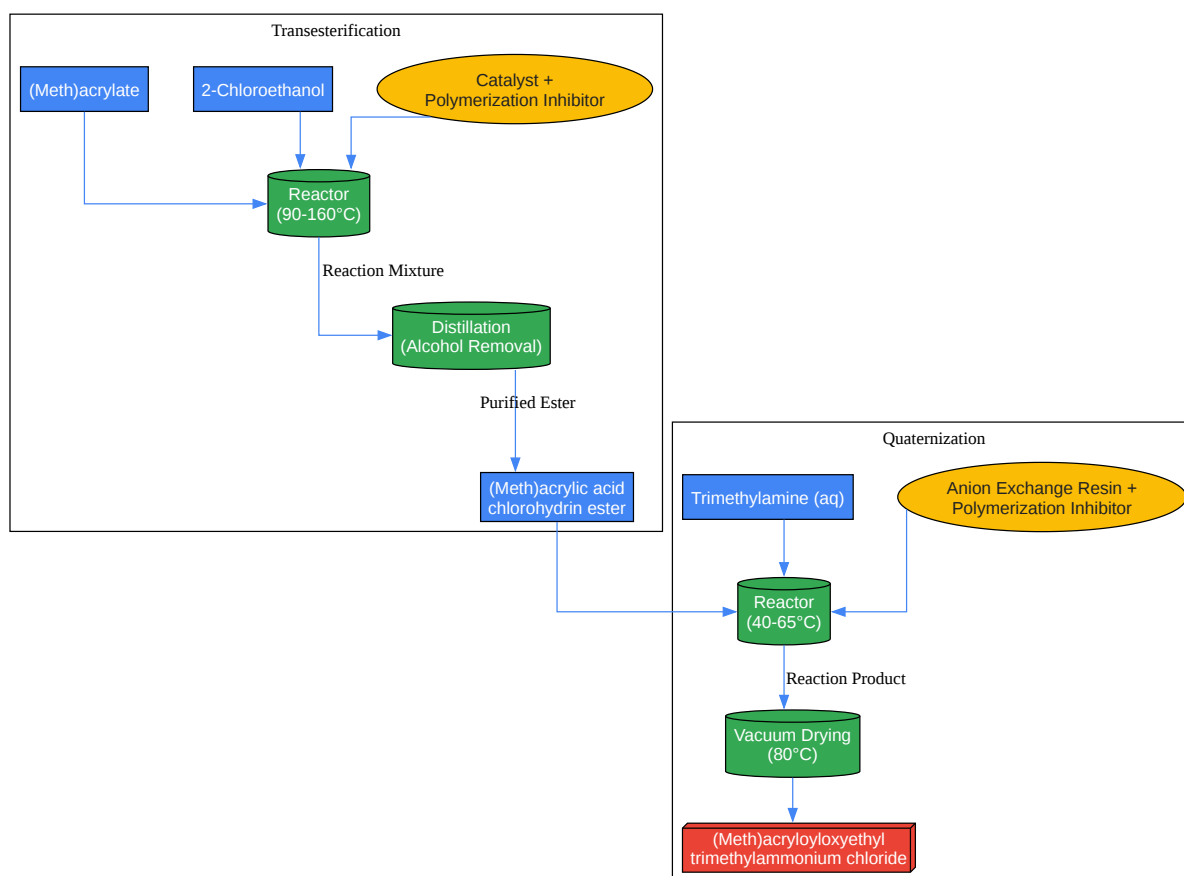 Transesterification
(Meth)acrylate
2-Chloroethanol
Catalyst +
Polymerization Inhibitor
Reactor
(90-160°C)
Reaction Mixture
Distillation
(Alcohol Removal)
Purified Ester
(Meth)acrylic acid
chlorohydrin ester
Quaternization
Trimethylamine (aq)
Anion Exchange Resin +
Polymerization Inhibitor
Reactor
(40-65°C)
Reaction Product
Vacuum Drying
(80°C)
(Meth)acryloyloxyethyl
trimethylammonium chloride